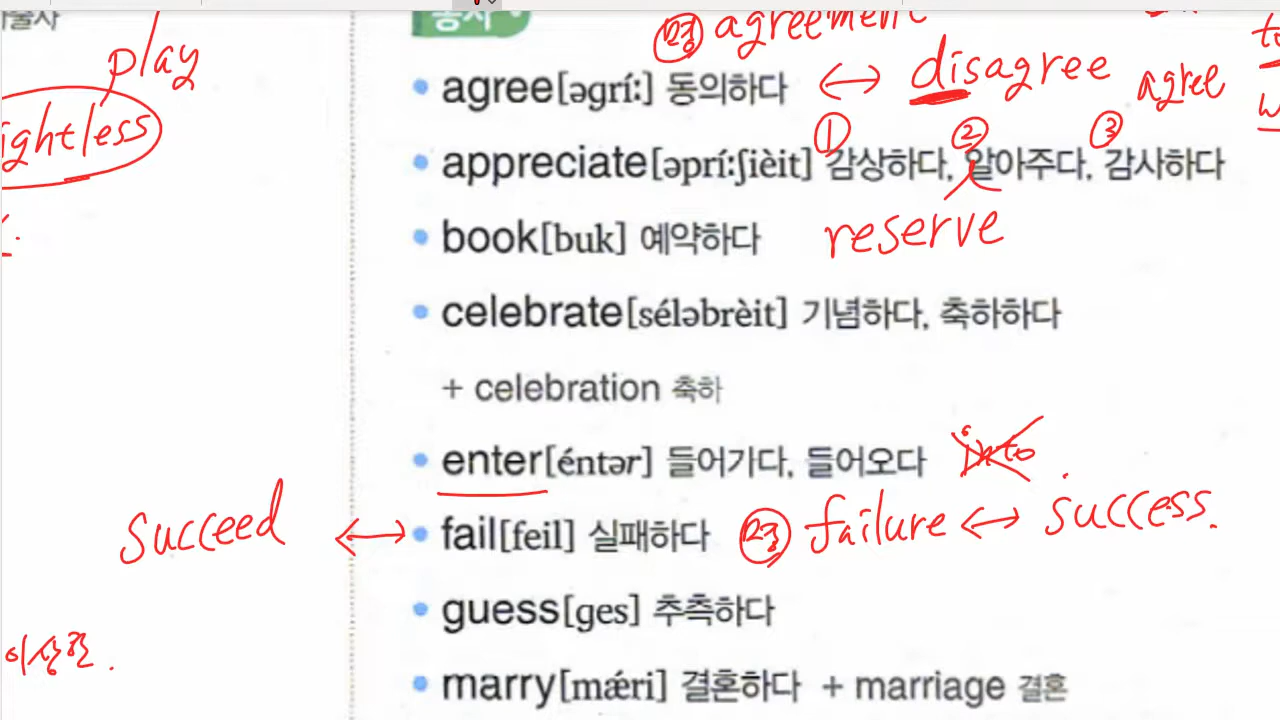 play
동사
명 agreement
agree[əgríː] 동의하다 ↔ disagree agree
① ② ③
appreciate[əpríːʃièit] 감상하다, 알아주다, 감사하다
book[buk] 예약하다 reserve
celebrate[séləbrèit] 기념하다, 축하하다
+ celebration 축하
enter[éntər] 들어가다, 들어오다 into
succeed ↔ fail[feil] 실패하다 명 failure ↔ success.
guess[ges] 추측하다
marry[mǽri] 결혼하다 + marriage 결혼